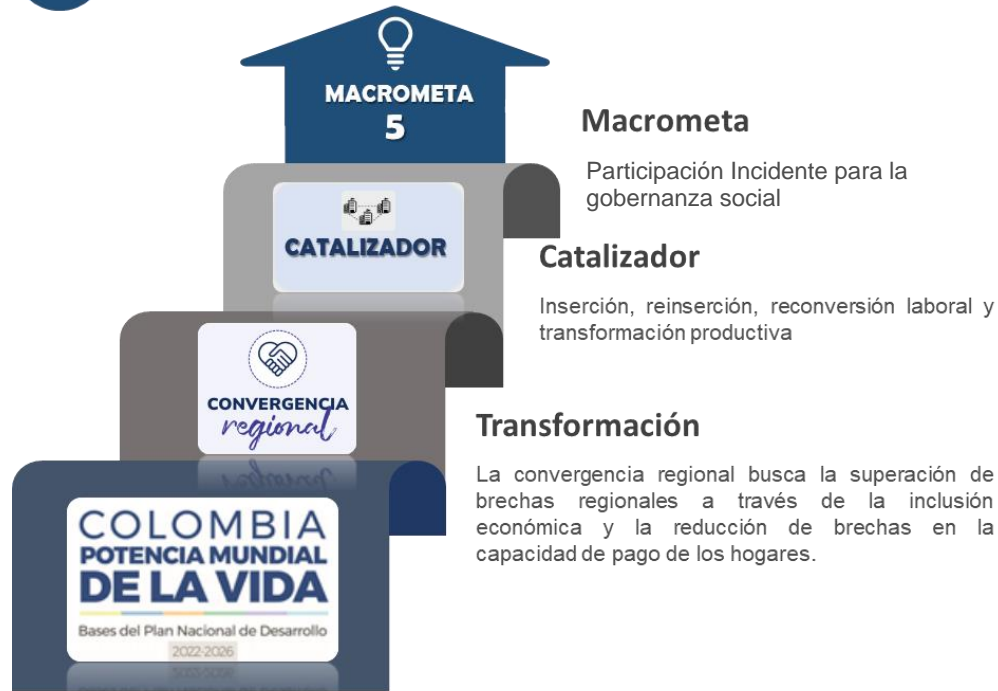 MACROMETA
5
Macrometa
Participación Incidente para la
gobernanza social
CATALIZADOR
Catalizador
Inserción, reinserción, reconversión laboral y
transformación productiva
CONVERGENCIA
regional
Transformación
La convergencia regional busca la superación de
brechas regionales a través de la inclusión
económica y la reducción de brechas en la
capacidad de pago de los hogares.
COLOMBIA
POTENCIA MUNDIAL
DE LA VIDA
Bases del Plan Nacional de Desarrollo
2022-2026